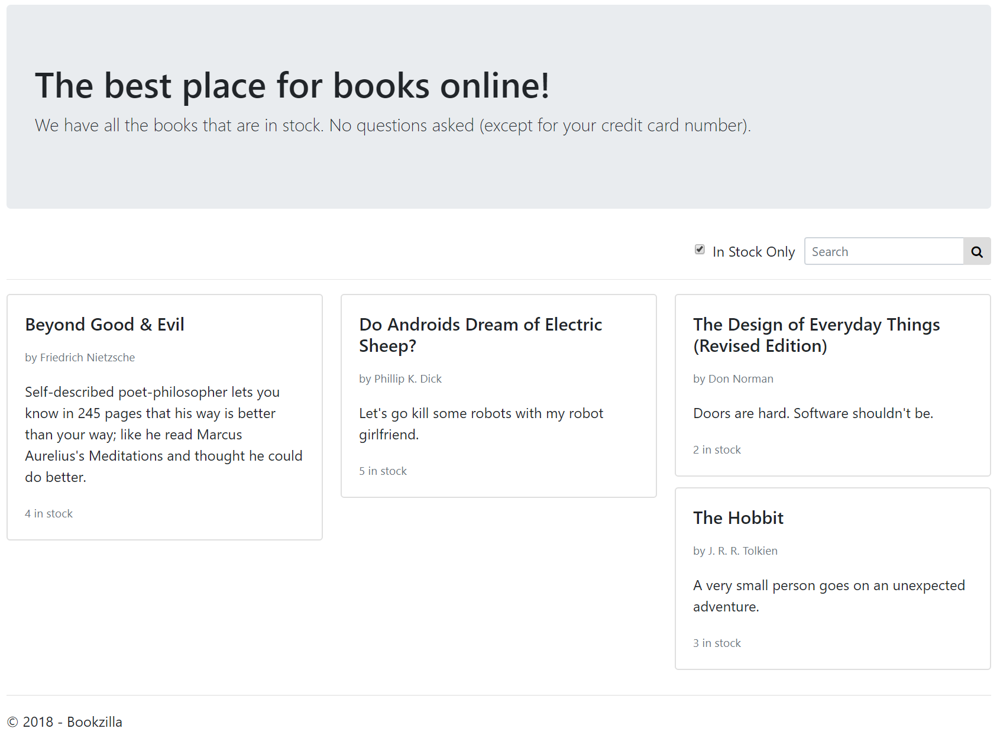 The best place for books online!
We have all the books that are in stock. No questions asked (except for your credit card number).
In Stock Only
Search
Beyond Good & Evil
by Friedrich Nietzsche
Self-described poet-philosopher lets you
know in 245 pages that his way is better
than your way; like he read Marcus
Aurelius's Meditations and thought he could
do better.
4 in stock
Do Androids Dream of Electric
Sheep?
by Phillip K. Dick
Let's go kill some robots with my robot
girlfriend.
5 in stock
The Design of Everyday Things
(Revised Edition)
by Don Norman
Doors are hard. Software shouldn't be.
2 in stock
The Hobbit
by J. R. R. Tolkien
A very small person goes on an unexpected
adventure.
3 in stock
© 2018 - Bookzilla